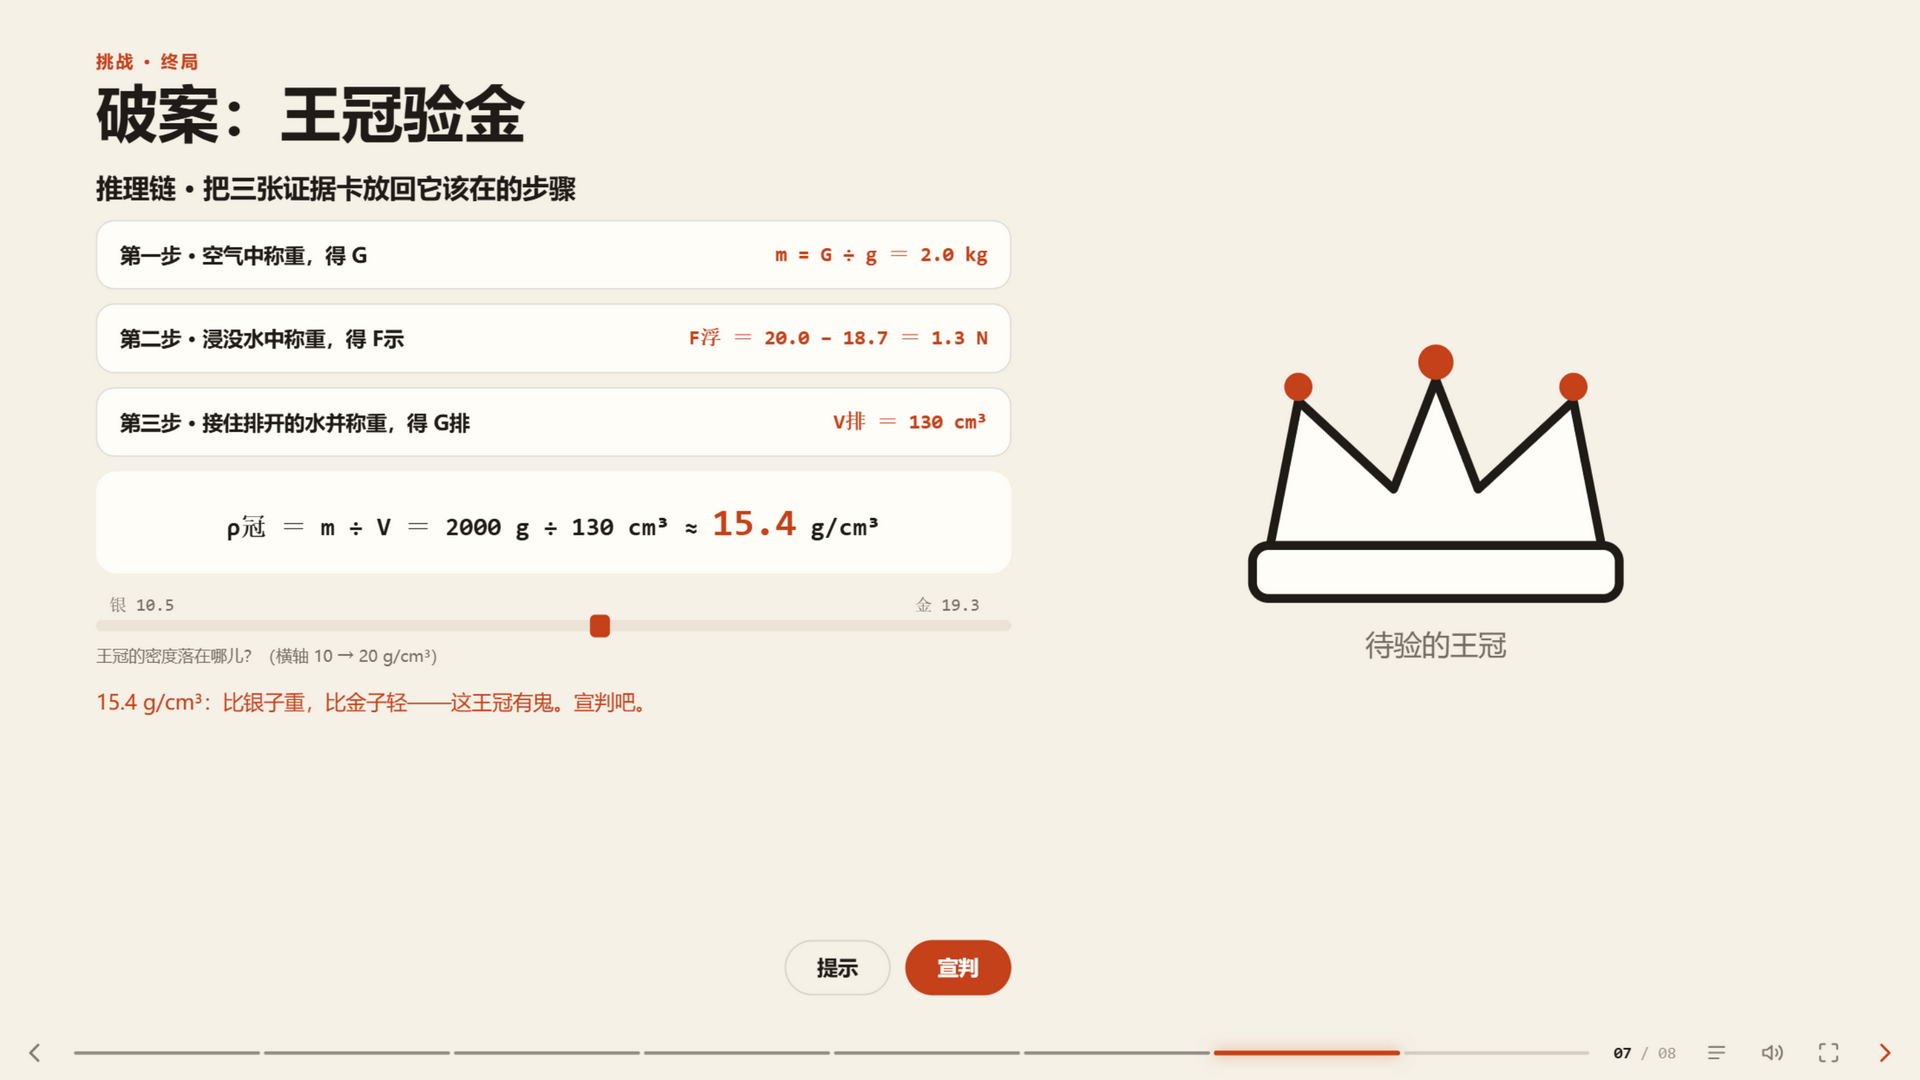 挑战 · 终局
破案：王冠验金
推理链 · 把三张证据卡放回它该在的步骤
第一步 · 空气中称重，得 G
m = G ÷ g ＝ 2.0 kg
第二步 · 浸没水中称重，得 F示
F浮 ＝ 20.0 − 18.7 ＝ 1.3 N
第三步 · 接住排开的水并称重，得 G排
V排 ＝ 130 cm³
ρ冠 ＝ m ÷ V ＝ 2000 g ÷ 130 cm³ ≈ 15.4 g/cm³
银 10.5
金 19.3
王冠的密度落在哪儿？（横轴 10 → 20 g/cm³）
15.4 g/cm³：比银子重，比金子轻——这王冠有鬼。宣判吧。
待验的王冠
提示
宣判
07 / 08